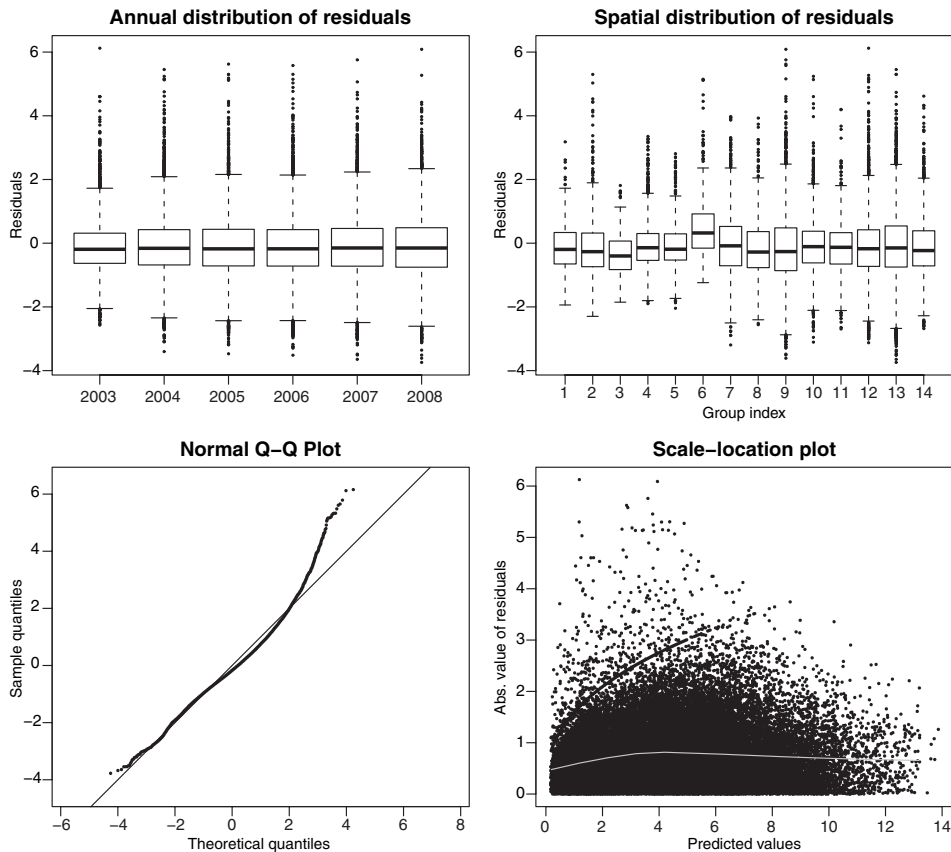 Annual distribution of residuals
Residuals
6
4
2
0
−2
−4
2003 2004 2005 2006 2007 2008
Spatial distribution of residuals
Residuals
6
4
2
0
−2
−4
1 2 3 4 5 6 7 8 9 10 11 12 13 14
Group index
Normal Q−Q Plot
Sample quantiles
6
4
2
0
−2
−4
−6 −4 −2 0 2 4 6 8
Theoretical quantiles
Scale−location plot
Abs. value of residuals
6
5
4
3
2
1
0
0 2 4 6 8 10 12 14
Predicted values